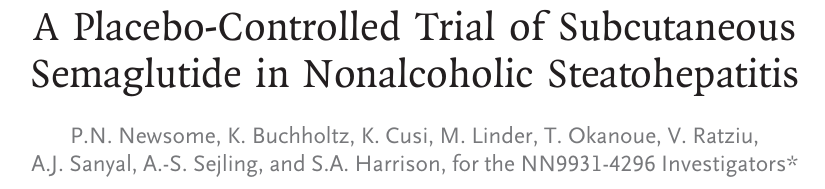 A Placebo-Controlled Trial of Subcutaneous
Semaglutide in Nonalcoholic Steatohepatitis
P.N. Newsome, K. Buchholtz, K. Cusi, M. Linder, T. Okanoue, V. Ratziu,
A.J. Sanyal, A.-S. Sejling, and S.A. Harrison, for the NN9931-4296 Investigators*